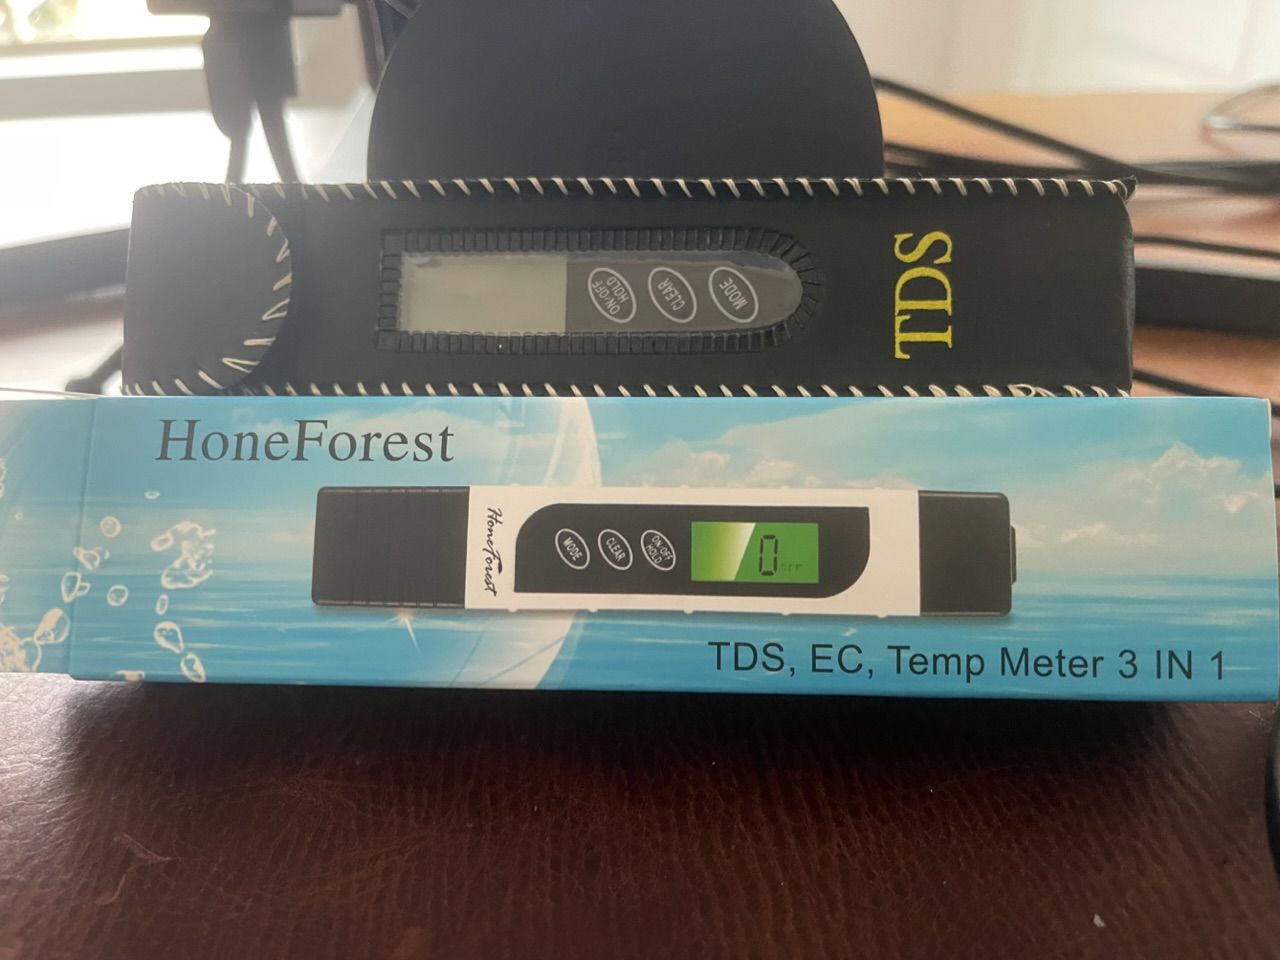 ON/OFF
HOLD
CLEAR
MODE
TDS
HoneForest
HoneForest
MODE
CLEAR
ON/OFF
HOLD
0
TDS, EC, Temp Meter 3 IN 1